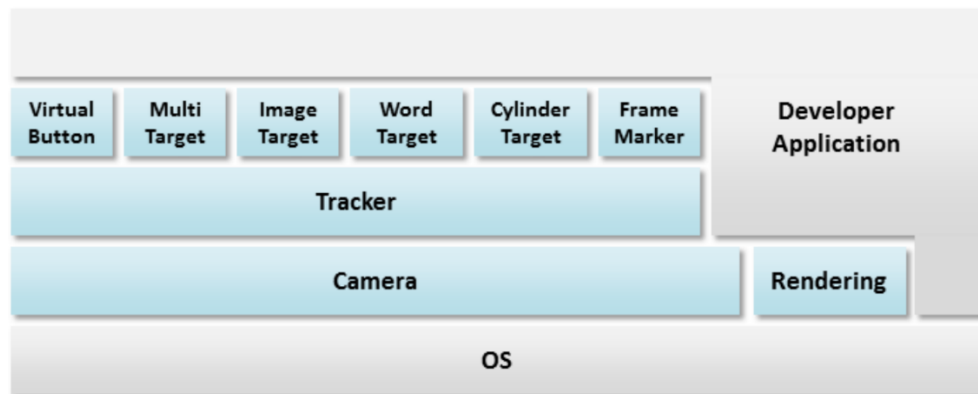 Virtual
Button
Multi
Target
Image
Target
Word
Target
Cylinder
Target
Frame
Marker
Developer
Application
Tracker
Camera
Rendering
OS